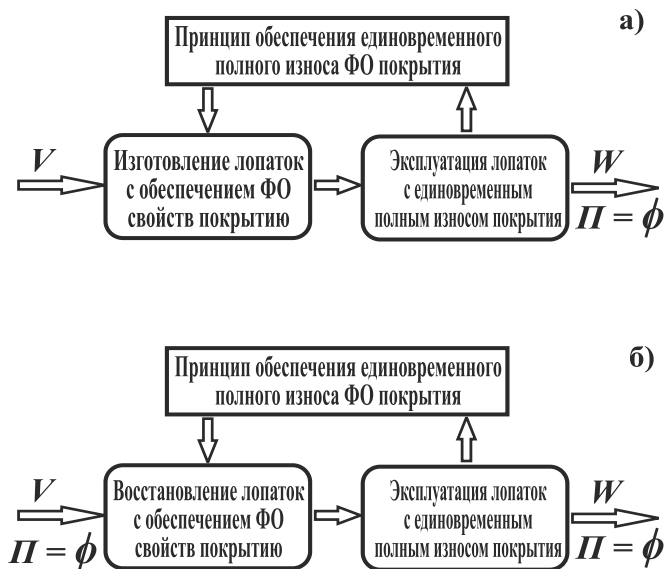 а)
Принцип обеспечения единовременного
полного износа ФО покрытия
V
Изготовление лопаток
с обеспечением ФО
свойств покрытию
Эксплуатация лопаток
с единовременным
полным износом покрытия
W
П = ϕ
б)
Принцип обеспечения единовременного
полного износа ФО покрытия
V
П = ϕ
Восстановление лопаток
с обеспечением ФО
свойств покрытию
Эксплуатация лопаток
с единовременным
полным износом покрытия
W
П = ϕ